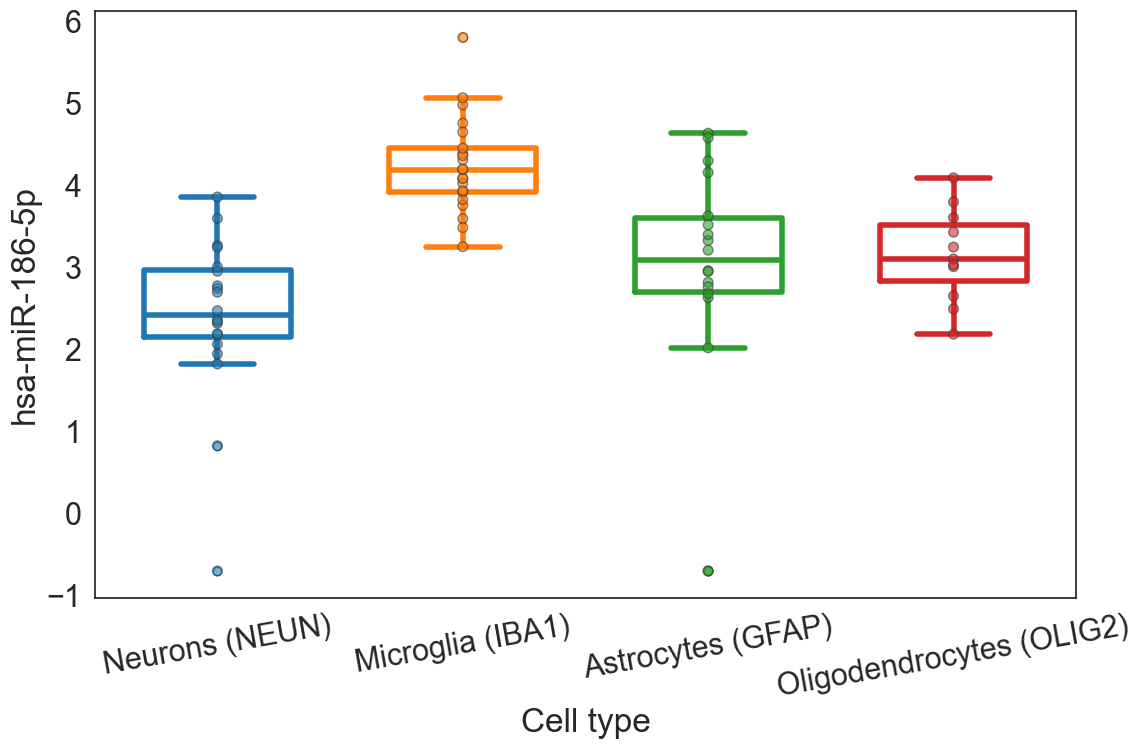 hsa-miR-186-5p
6
5
4
3
2
1
0
−1
Neurons (NEUN)
Microglia (IBA1)
Astrocytes (GFAP)
Oligodendrocytes (OLIG2)
Cell type